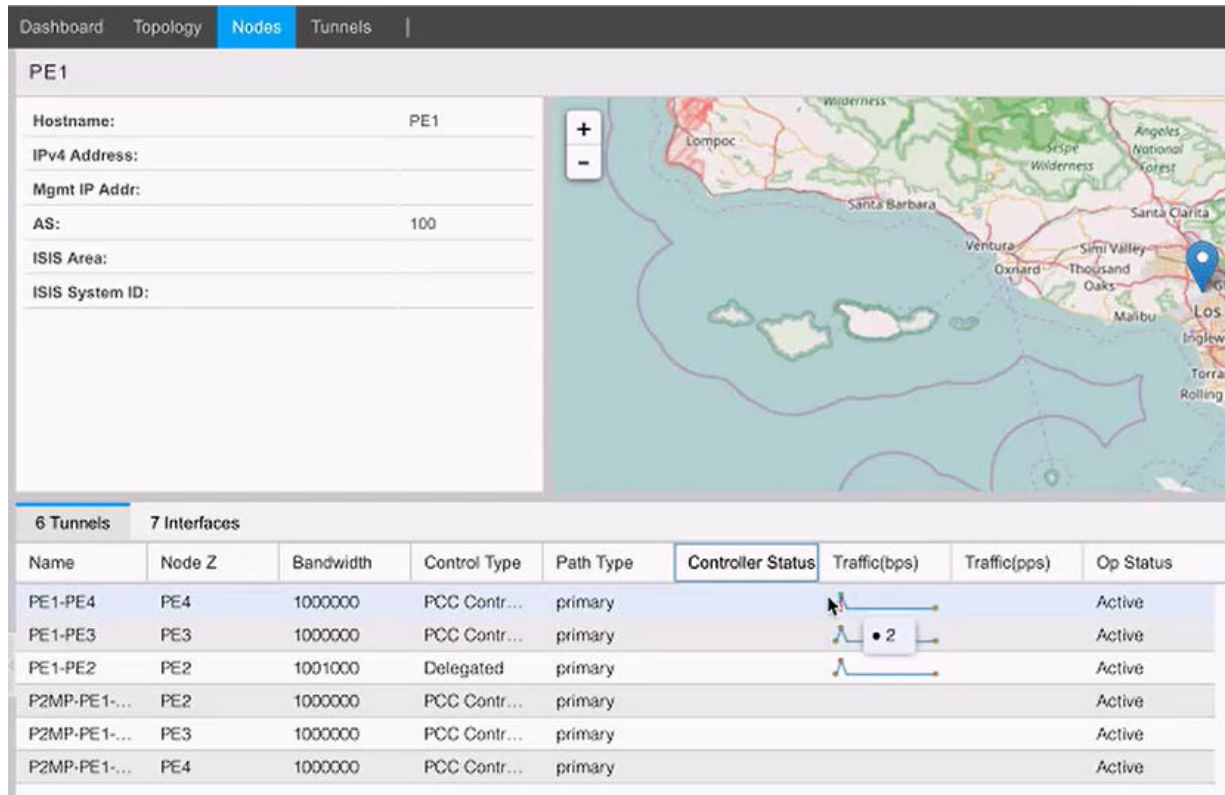 Dashboard Topology Nodes Tunnels |
PE1
Hostname: PE1
IPv4 Address:
Mgmt IP Addr:
AS: 100
ISIS Area:
ISIS System ID:
+
-
Wilderness
Lompoc
Sespe
Wilderness
Angeles
National
Forest
Santa Barbara
Santa Clarita
Ventura
Simi Valley
Oxnard
Thousand
Oaks
Malibu
Los
Inglew
Torra
Rolling
6 Tunnels 7 Interfaces
Name Node Z Bandwidth Control Type Path Type Controller Status Traffic(bps) Traffic(pps) Op Status
PE1-PE4 PE4 1000000 PCC Contr... primary Active
PE1-PE3 PE3 1000000 PCC Contr... primary • 2 Active
PE1-PE2 PE2 1001000 Delegated primary Active
P2MP-PE1-... PE2 1000000 PCC Contr... primary Active
P2MP-PE1-... PE3 1000000 PCC Contr... primary Active
P2MP-PE1-... PE4 1000000 PCC Contr... primary Active